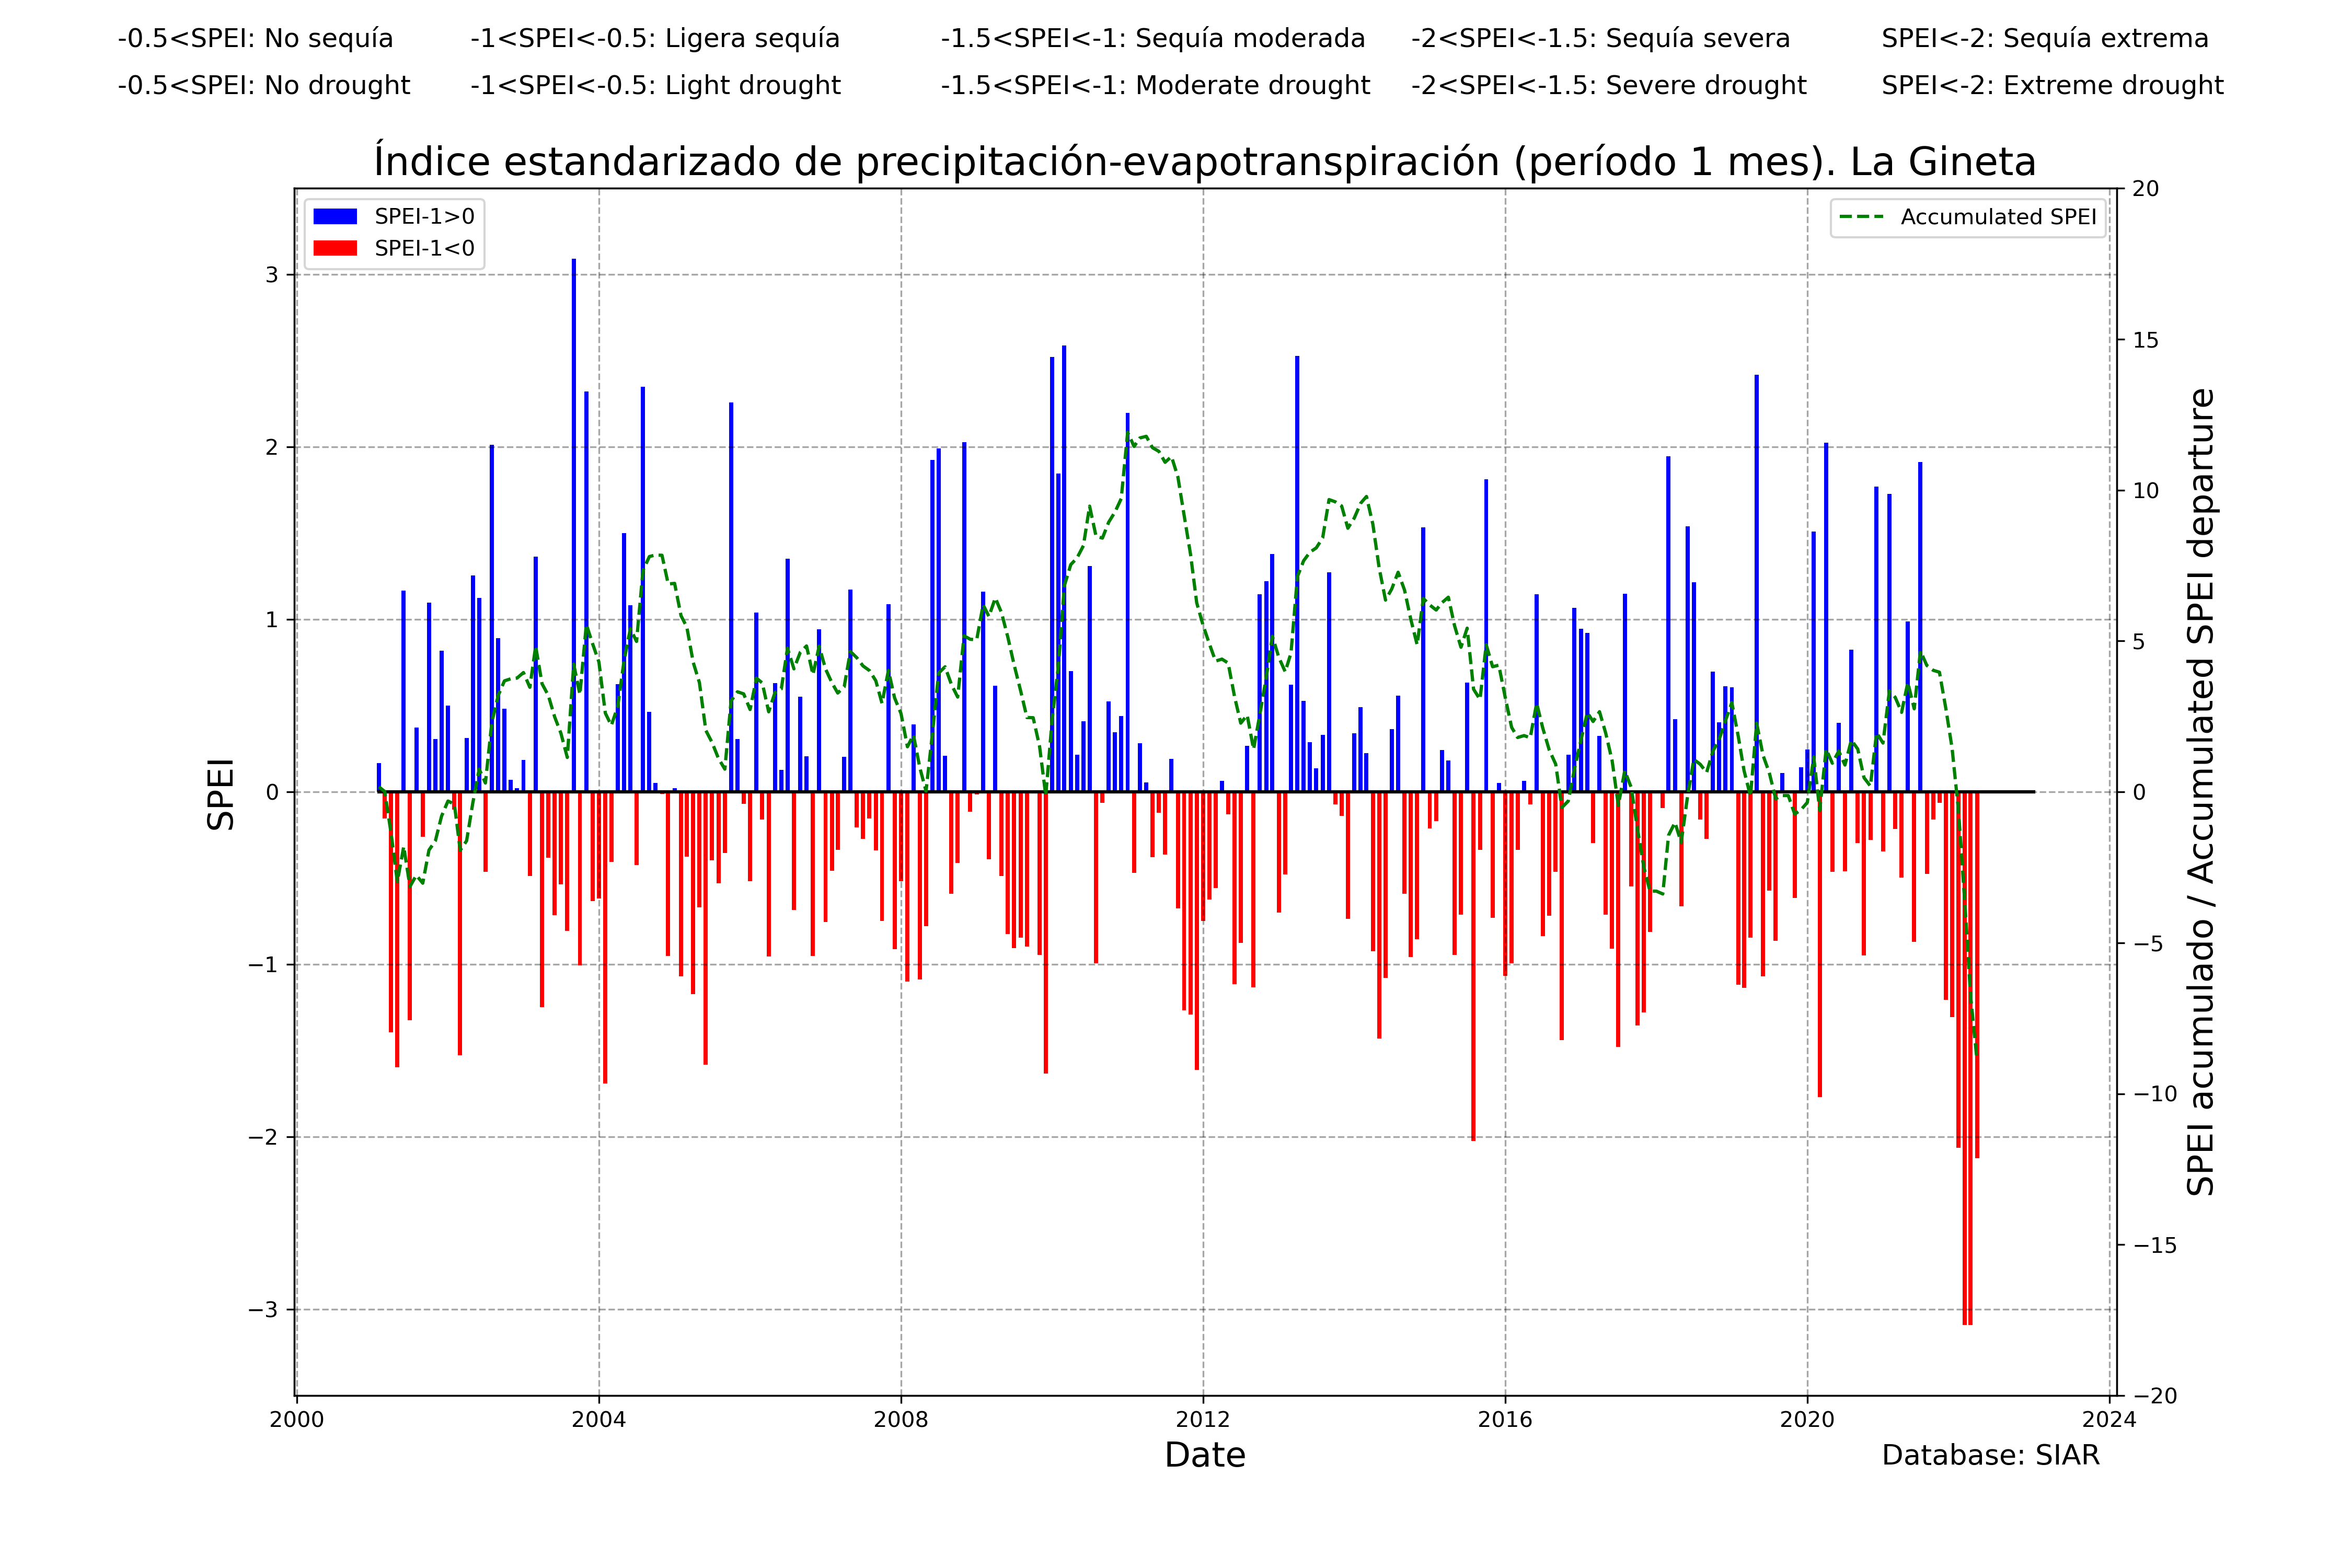 -0.5<SPEI: No sequía -1<SPEI<-0.5: Ligera sequía -1.5<SPEI<-1: Sequía moderada -2<SPEI<-1.5: Sequía severa SPEI<-2: Sequía extrema
-0.5<SPEI: No drought -1<SPEI<-0.5: Light drought -1.5<SPEI<-1: Moderate drought -2<SPEI<-1.5: Severe drought SPEI<-2: Extreme drought
Índice estandarizado de precipitación-evapotranspiración (período 1 mes). La Gineta
SPEI-1>0
SPEI-1<0
Accumulated SPEI
SPEI
3
2
1
0
−1
−2
−3
20
15
10
5
0
−5
−10
−15
−20
SPEI acumulado / Accumulated SPEI departure
2000 2004 2008 2012 2016 2020 2024
Date
Database: SIAR